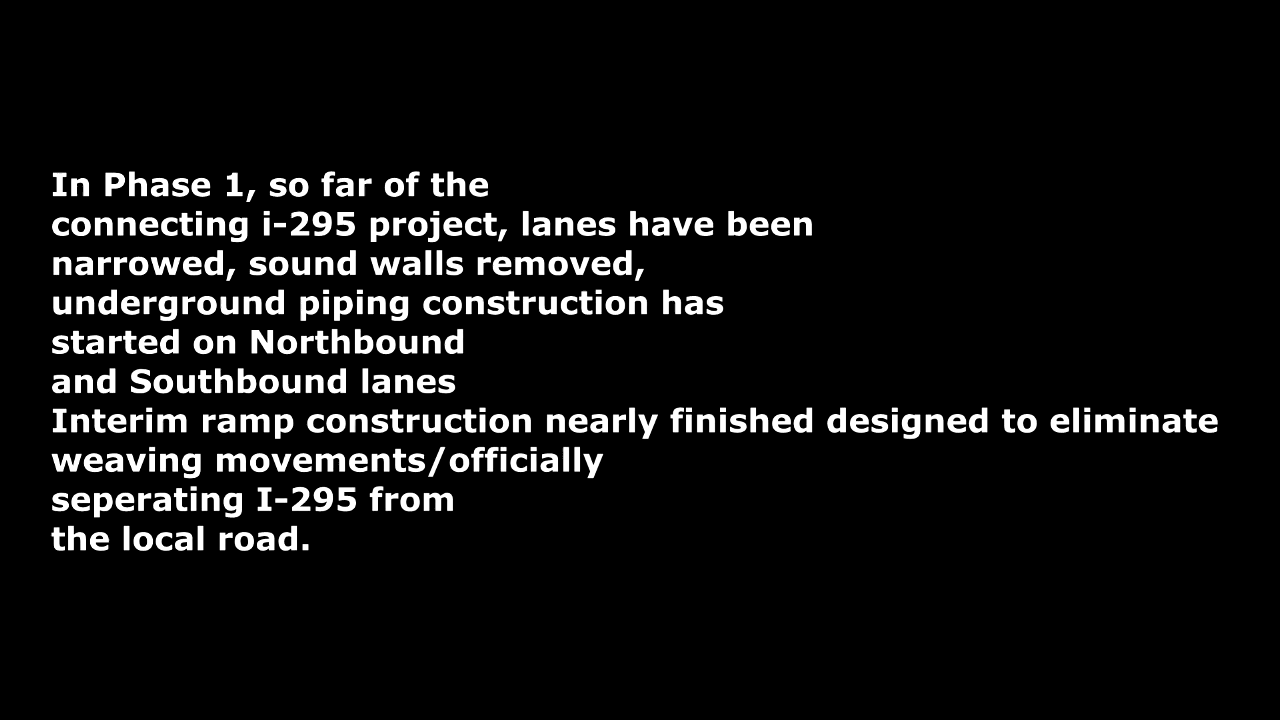 In Phase 1, so far of the
connecting i-295 project, lanes have been
narrowed, sound walls removed,
underground piping construction has
started on Northbound
and Southbound lanes
Interim ramp construction nearly finished designed to eliminate
weaving movements/officially
seperating I-295 from
the local road.